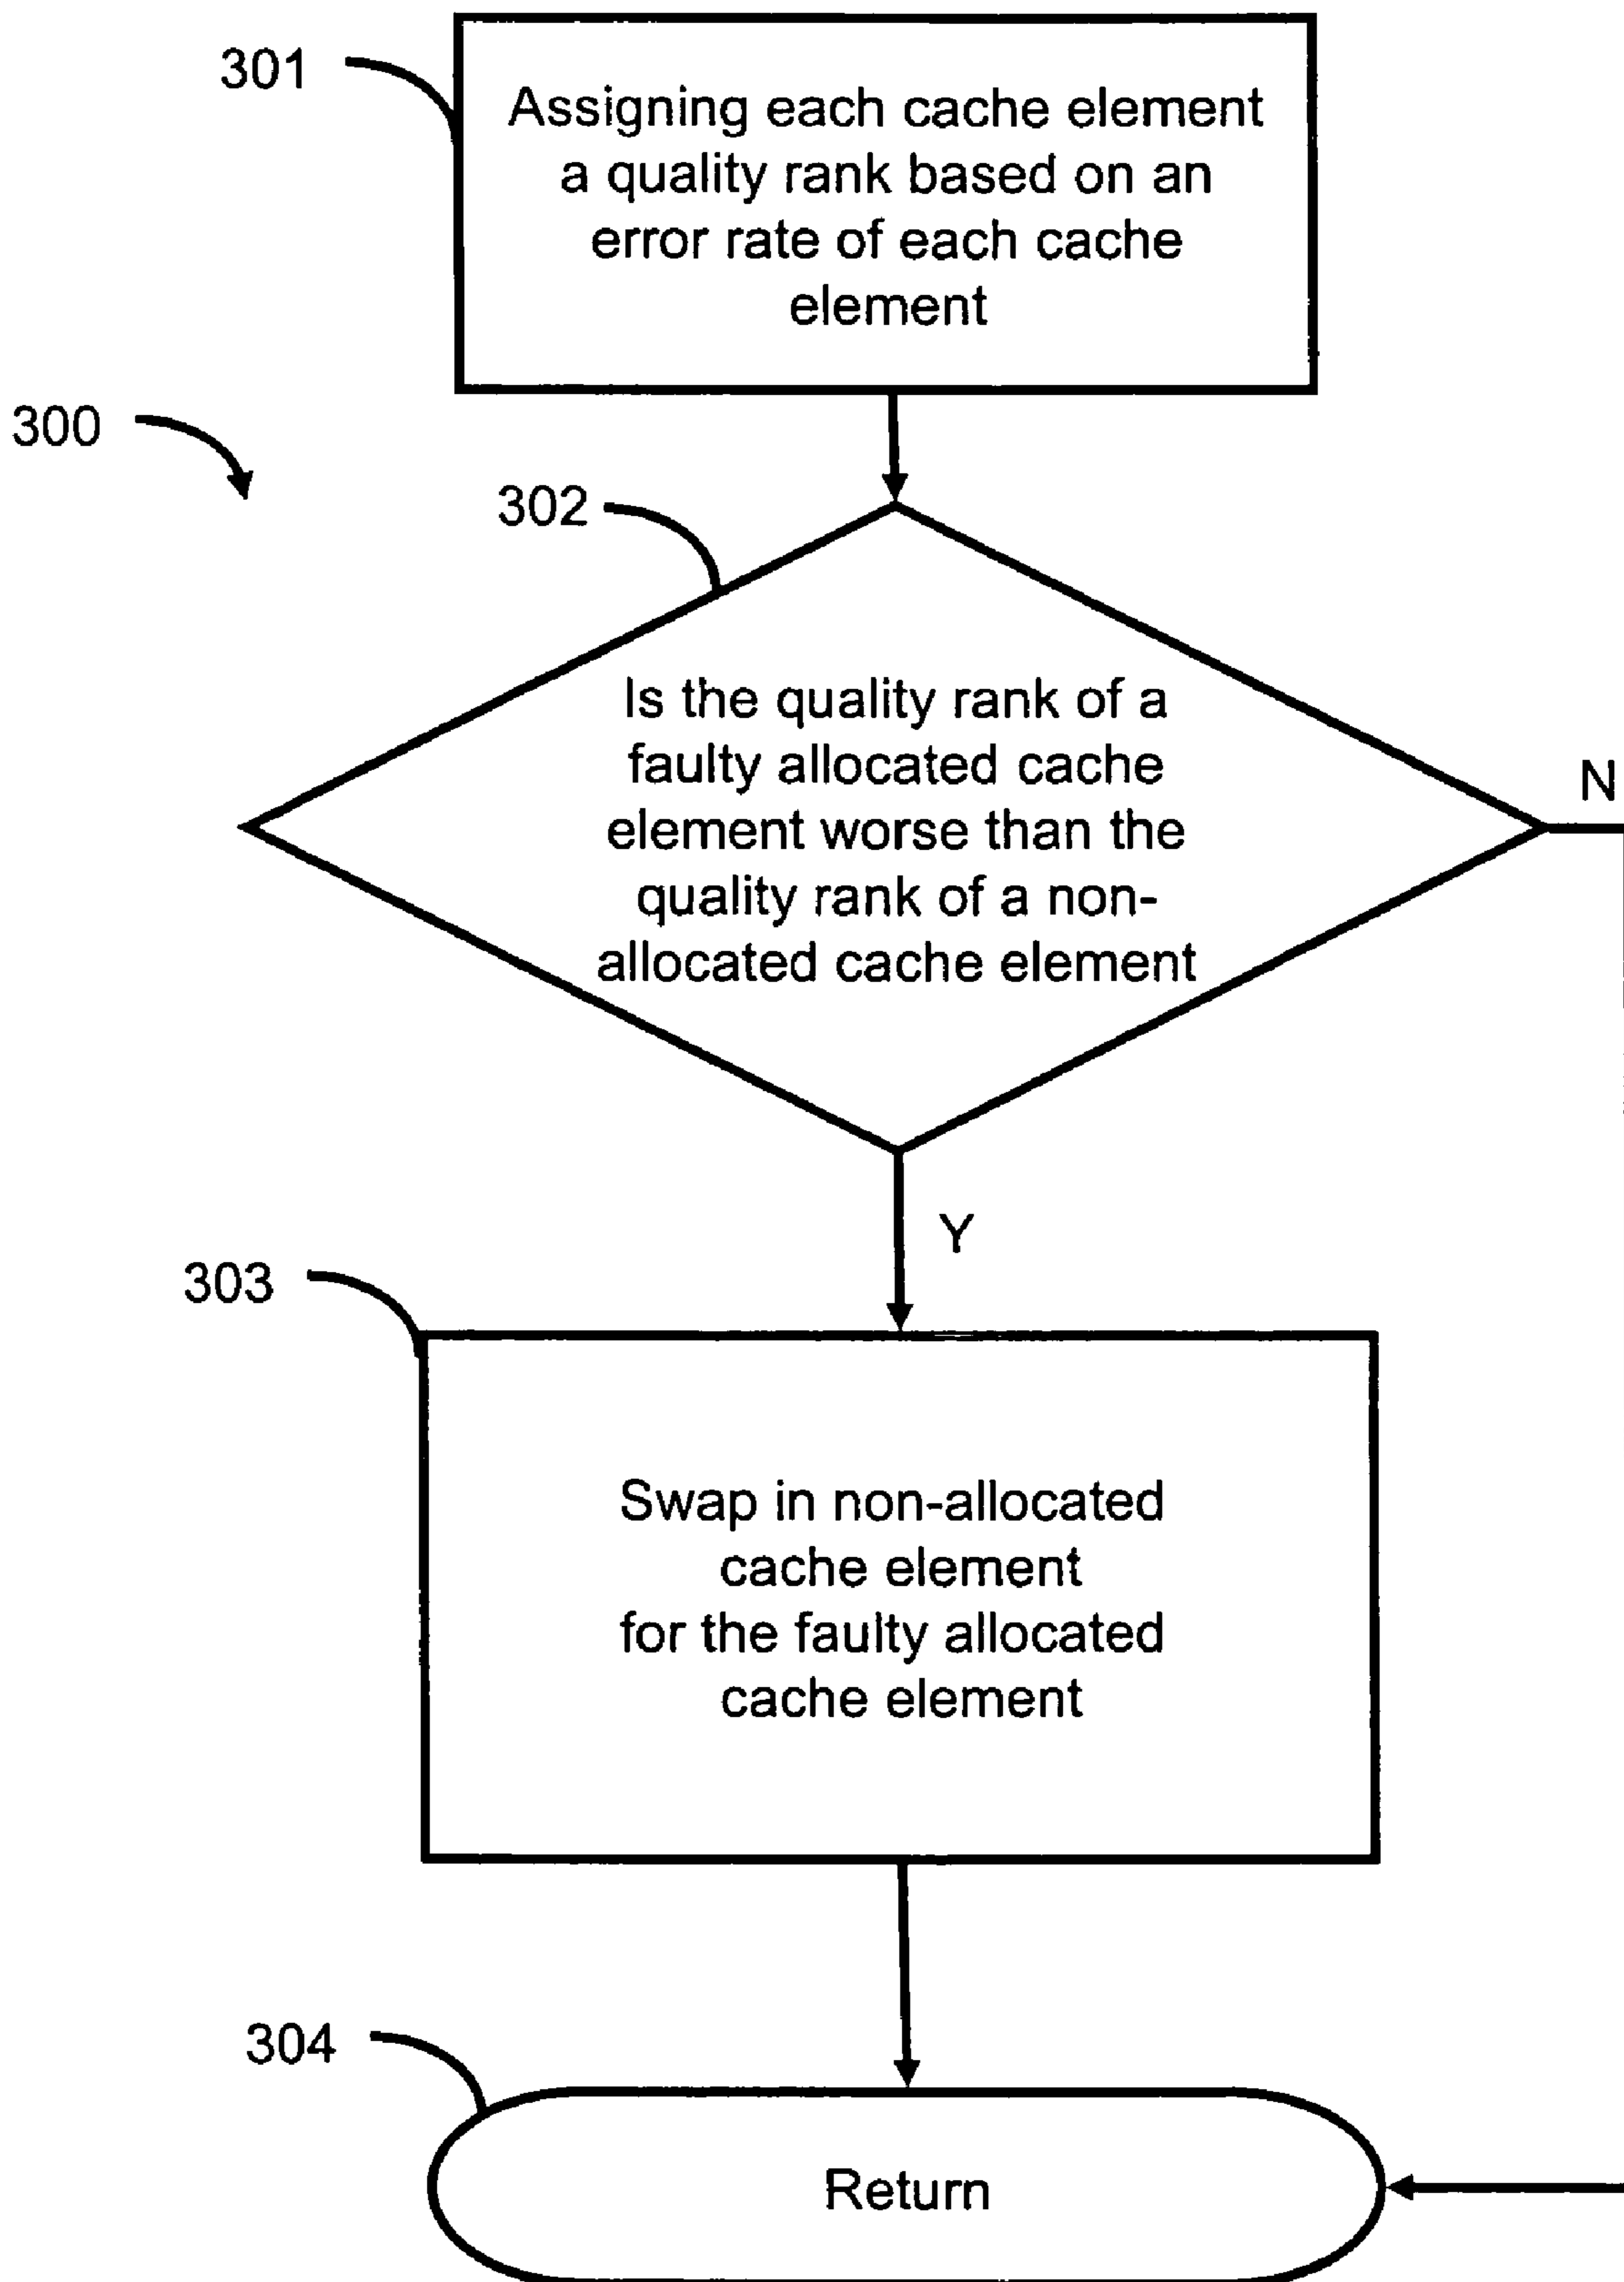 301
Assigning each cache element
a quality rank based on an
error rate of each cache
element
300
302
Is the quality rank of a
faulty allocated cache
element worse than the
quality rank of a non-
allocated cache element
N
Y
303
Swap in non-allocated
cache element
for the faulty allocated
cache element
304
Return